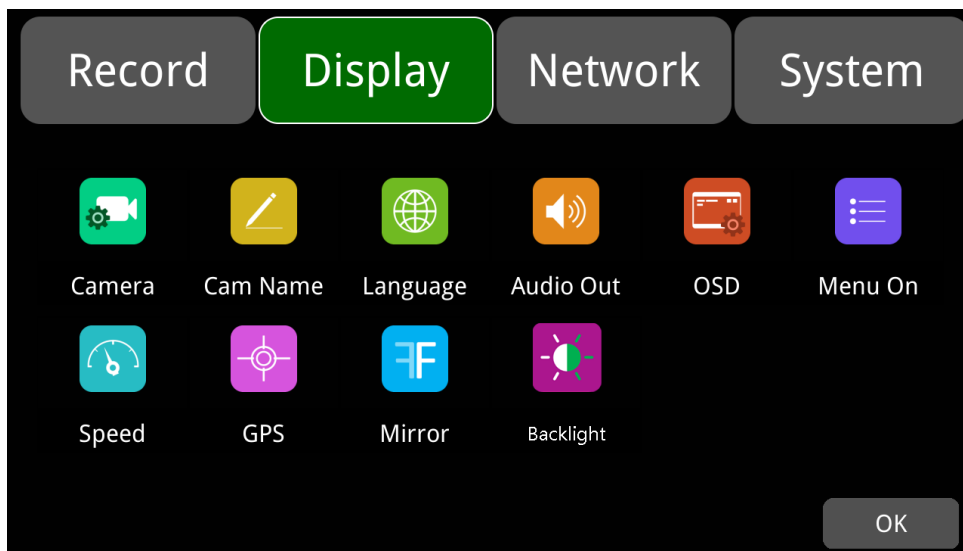 Record Display Network System
Camera Cam Name Language Audio Out OSD Menu On
Speed GPS Mirror Backlight
OK